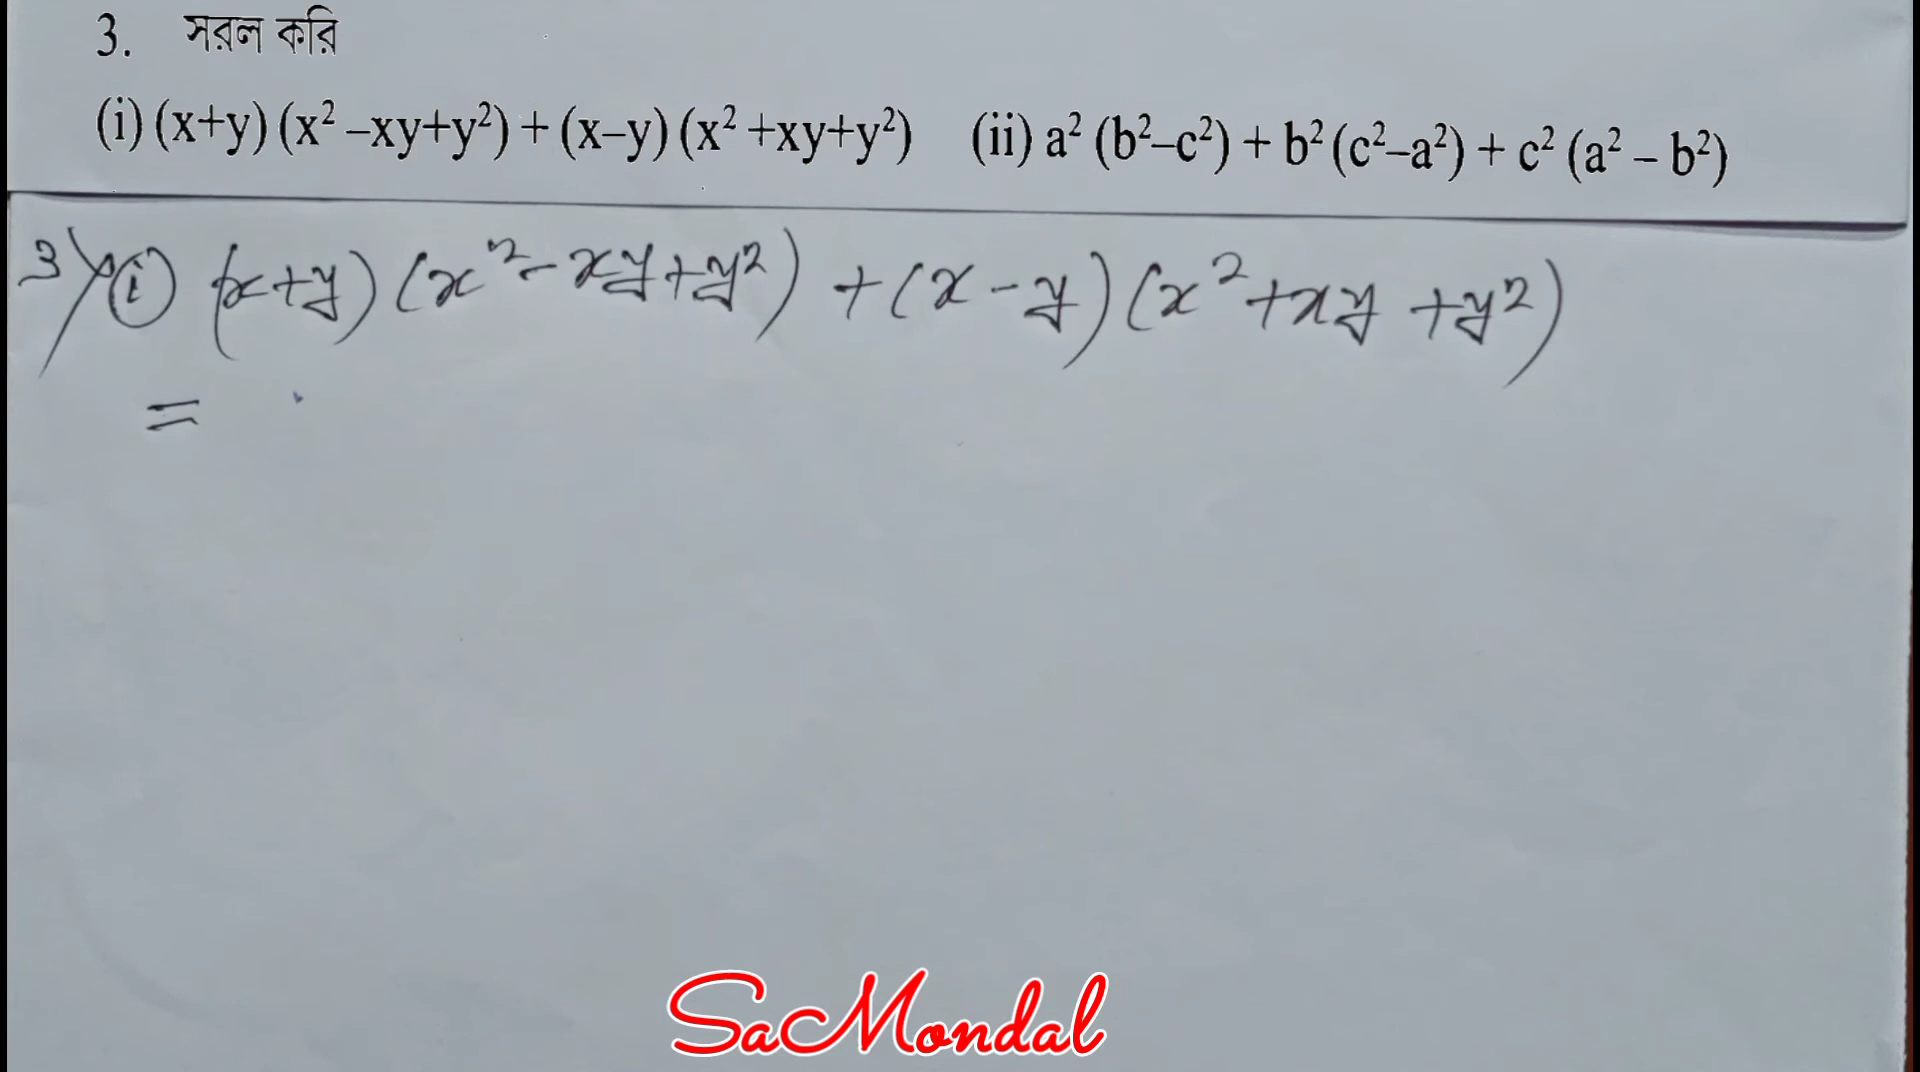 3. সরল করি
(i) (x+y) (x² –xy+y²) + (x–y) (x² +xy+y²) (ii) a² (b²–c²) + b² (c²–a²) + c² (a² – b²)
3) (i) (x+y) (x² - xy + y²) + (x - y) (x² + xy + y²)
=
SaMondal